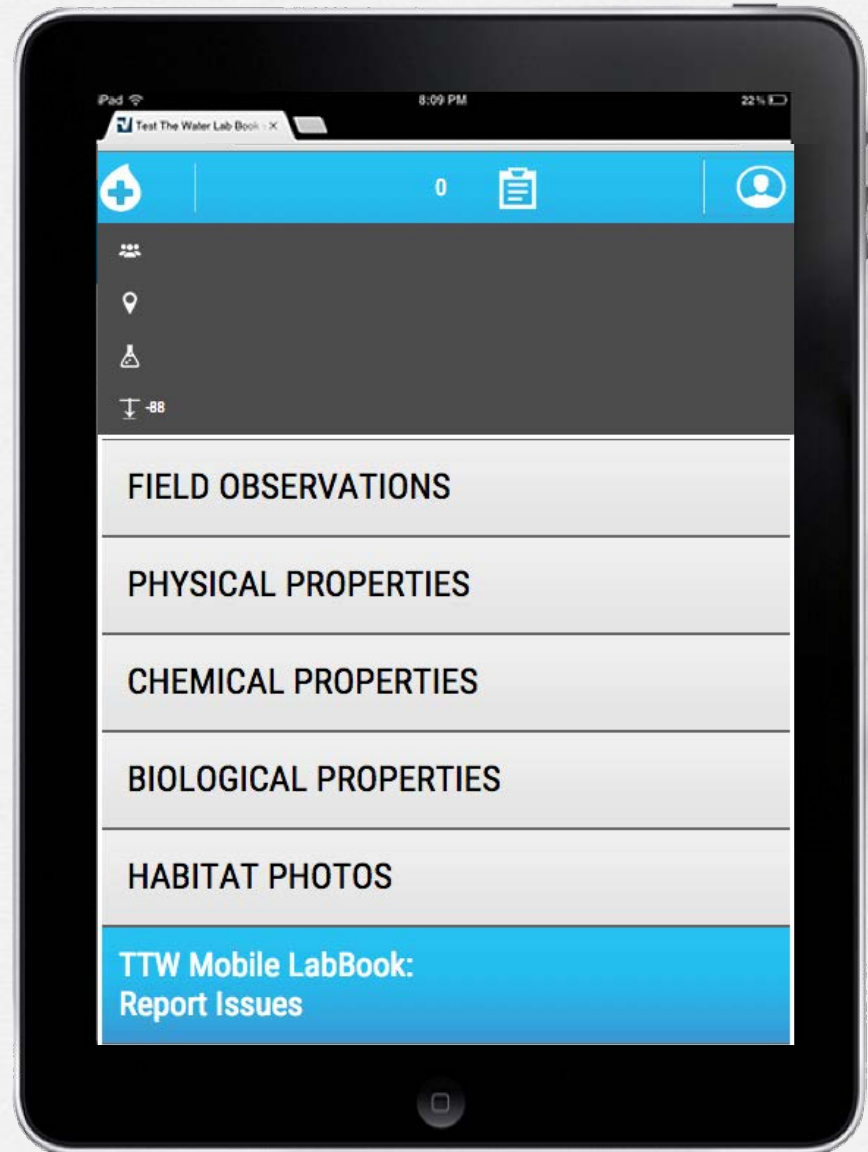 iPad 8:09 PM 22%
Test The Water Lab Book - X
0
-88
FIELD OBSERVATIONS
PHYSICAL PROPERTIES
CHEMICAL PROPERTIES
BIOLOGICAL PROPERTIES
HABITAT PHOTOS
TTW Mobile LabBook:
Report Issues